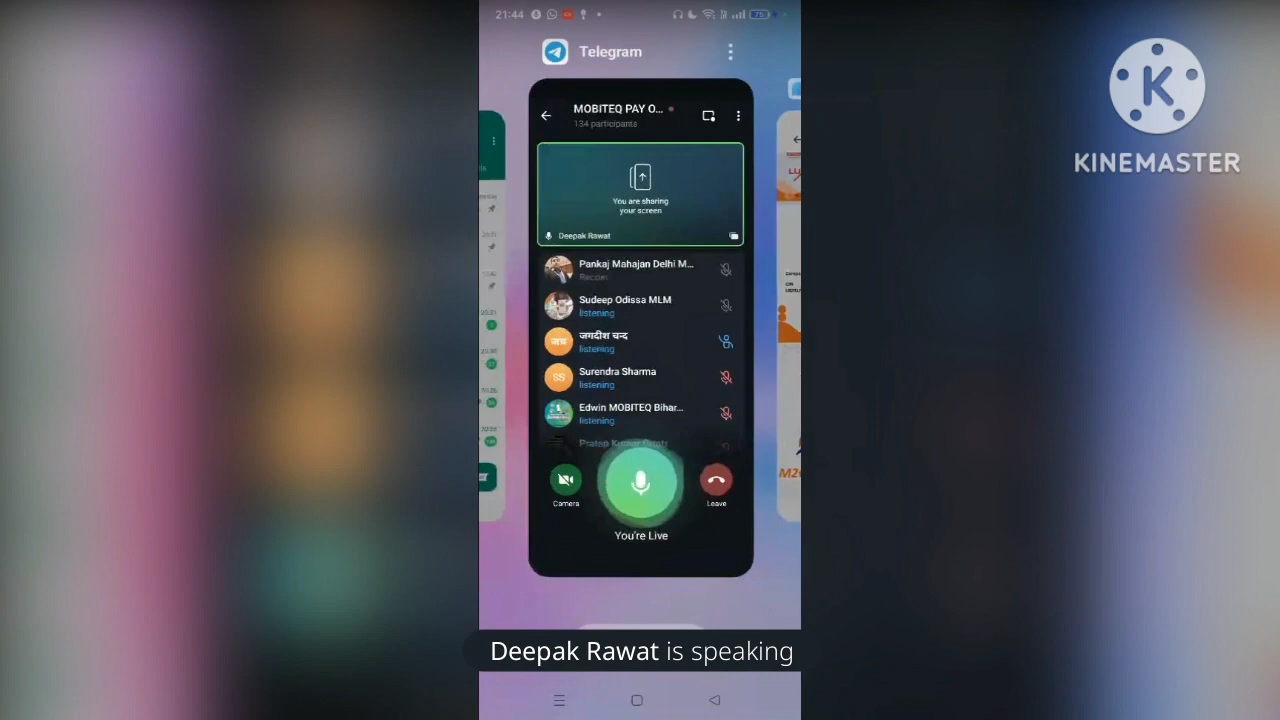 21:44
75
Telegram
MOBITEQ PAY O...
134 participants
You are sharing
your screen
Deepak Rawat
Pankaj Mahajan Delhi M...
Sudeep Odissa MLM
listening
जगदीश चन्द
listening
SS
Surendra Sharma
listening
Edwin MOBITEQ Bihar...
listening
Camera
Leave
You're Live
Deepak Rawat is speaking
K
KINEMASTER